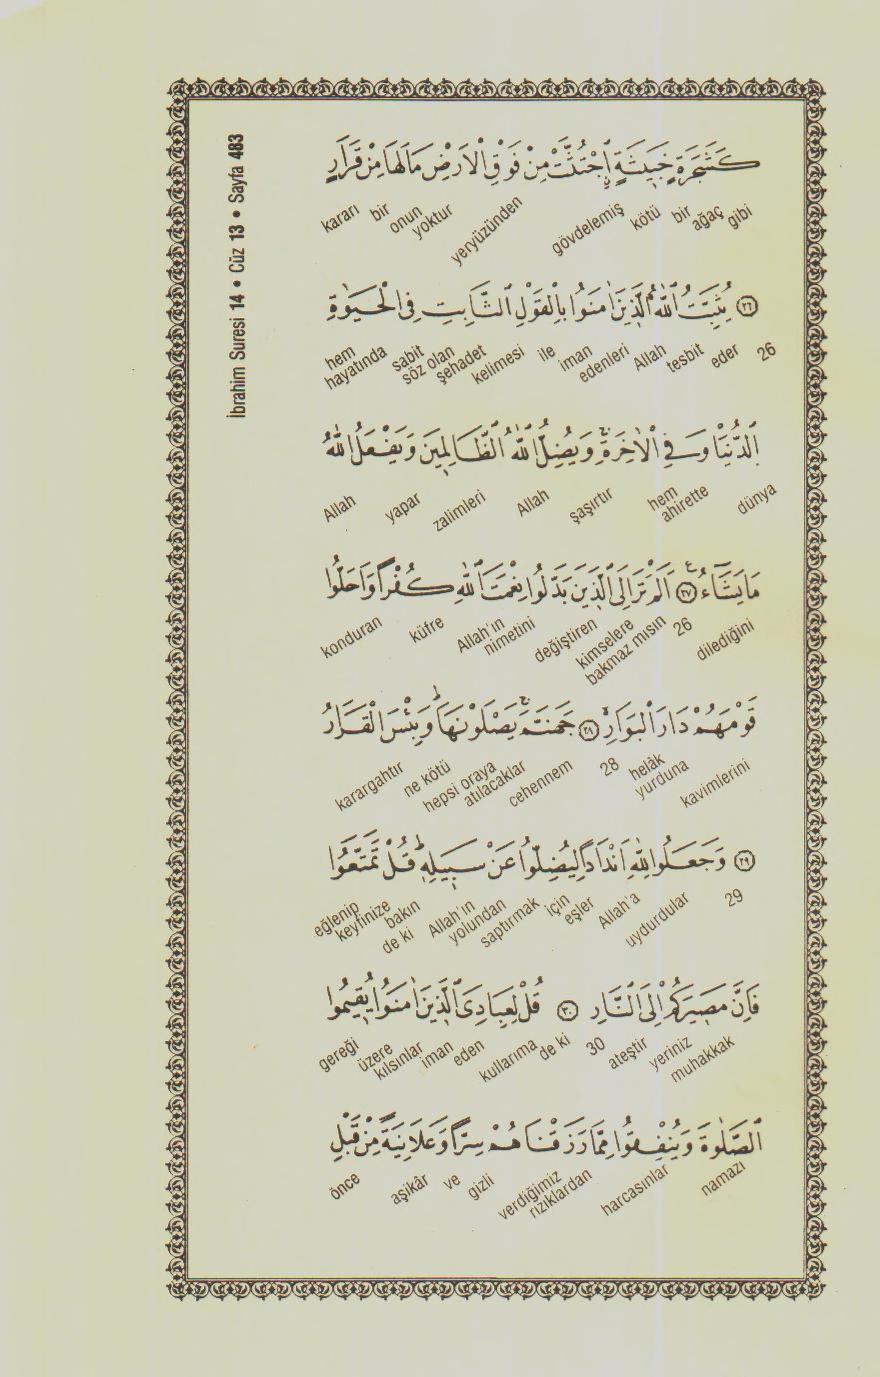 İbrahim Suresi 14 • Cüz 13 • Sayfa 483
كَشَجَرَةٍ خَبِيثَةٍ ۨاجْتُثَّتْ مِنْ فَوْقِ الْاَرْضِ مَالَهَا مِنْ قَرَارٍ
gibi ağaç bir kötü gövdelemiş yeryüzünden yoktur onun bir kararı
﴿٢٦﴾ يُثَبِّتُ اللّٰهُ الَّذ۪ينَ اٰمَنُوا بِالْقَوْلِ الثَّابِتِ فِي الْحَيٰوةِ
26 eder tesbit Allah edenleri iman ile kelimesi şehadet söz olan sabit hayatında hem
الدُّنْيَا وَفِي الْاٰخِرَةِۚ وَيُضِلُّ اللّٰهُ الظَّالِم۪ينَ وَيَفْعَلُ اللّٰهُ
dünya ahirette hem şaşırtır Allah zalimleri yapar Allah
مَا يَشَٓاءُ۟ ﴿٢٧﴾ اَلَمْ تَرَ اِلَى الَّذ۪ينَ بَدَّلُوا نِعْمَتَ اللّٰهِ كُفْرًا وَاَحَلُّوا
dilediğini 26 bakmaz mısın kimselere değiştiren nimetini Allah'ın küfre konduran
قَوْمَهُمْ دَارَ الْبَوَارِۙ ﴿٢٨﴾ جَهَنَّمَۚ يَصْلَوْنَهَاۜ وَبِئْسَ الْقَرَارُ
kavimlerini yurduna helâk 28 cehennem atılacaklar hepsi oraya ne kötü karargahtır
﴿٢٩﴾ وَجَعَلُوا لِلّٰهِ اَنْدَادًا لِيُضِلُّوا عَنْ سَب۪يلِه۪ۜ قُلْ تَمَتَّعُوا
29 uydurdular Allah'a eşler için saptırmak yolundan Allah'ın de ki bakın keyfinize eğlenip
فَاِنَّ مَص۪يرَكُمْ اِلَى النَّارِ ﴿٣٠﴾ قُلْ لِعِبَادِيَ الَّذ۪ينَ اٰمَنُوا يُق۪يمُوا
muhakkak yeriniz ateştir 30 de ki kullarıma eden iman kılsınlar üzere gereği
الصَّلٰوةَ وَيُنْفِقُوا مِمَّا رَزَقْنَاهُمْ سِرًّا وَعَلَانِيَةً مِنْ قَبْلِ
namazı harcasınlar rızıklardan verdiğimiz gizli ve aşikâr önce